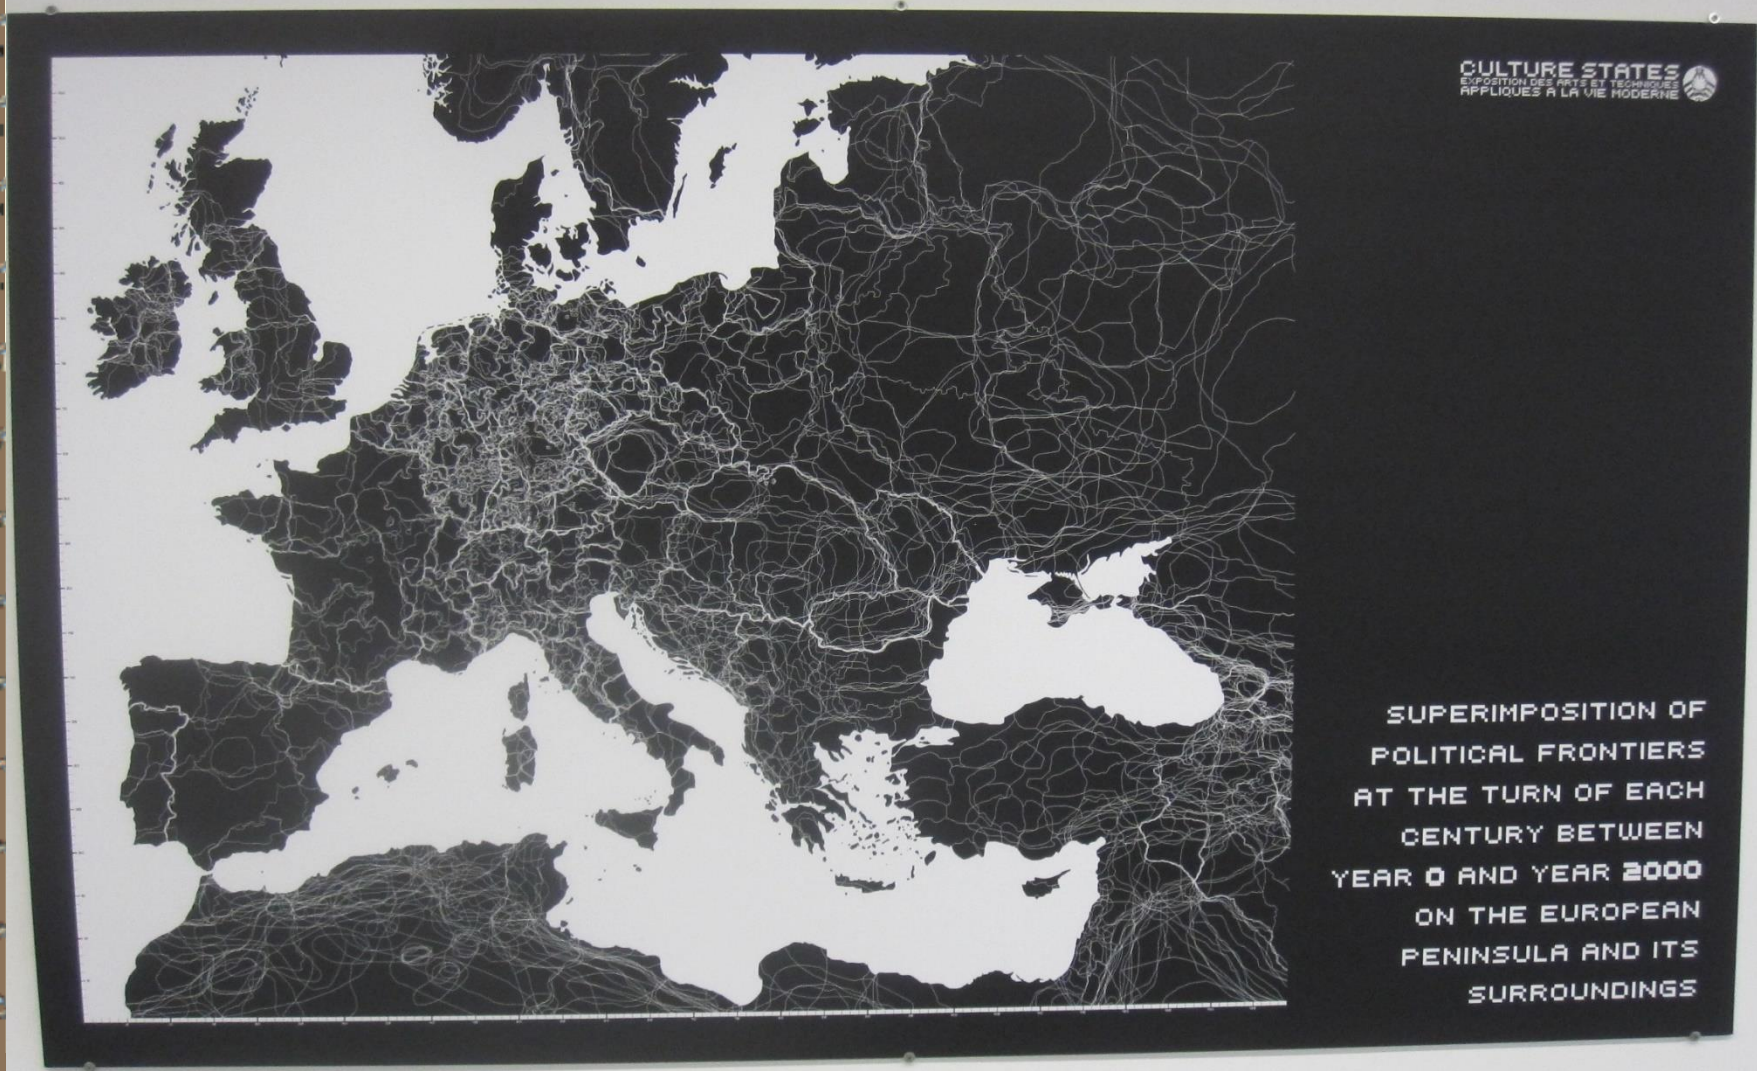 CULTURE STATES
EXPOSITION DES ARTS ET TECHNIQUES
APPLIQUES A LA VIE MODERNE
SUPERIMPOSITION OF
POLITICAL FRONTIERS
AT THE TURN OF EACH
CENTURY BETWEEN
YEAR 0 AND YEAR 2000
ON THE EUROPEAN
PENINSULA AND ITS
SURROUNDINGS